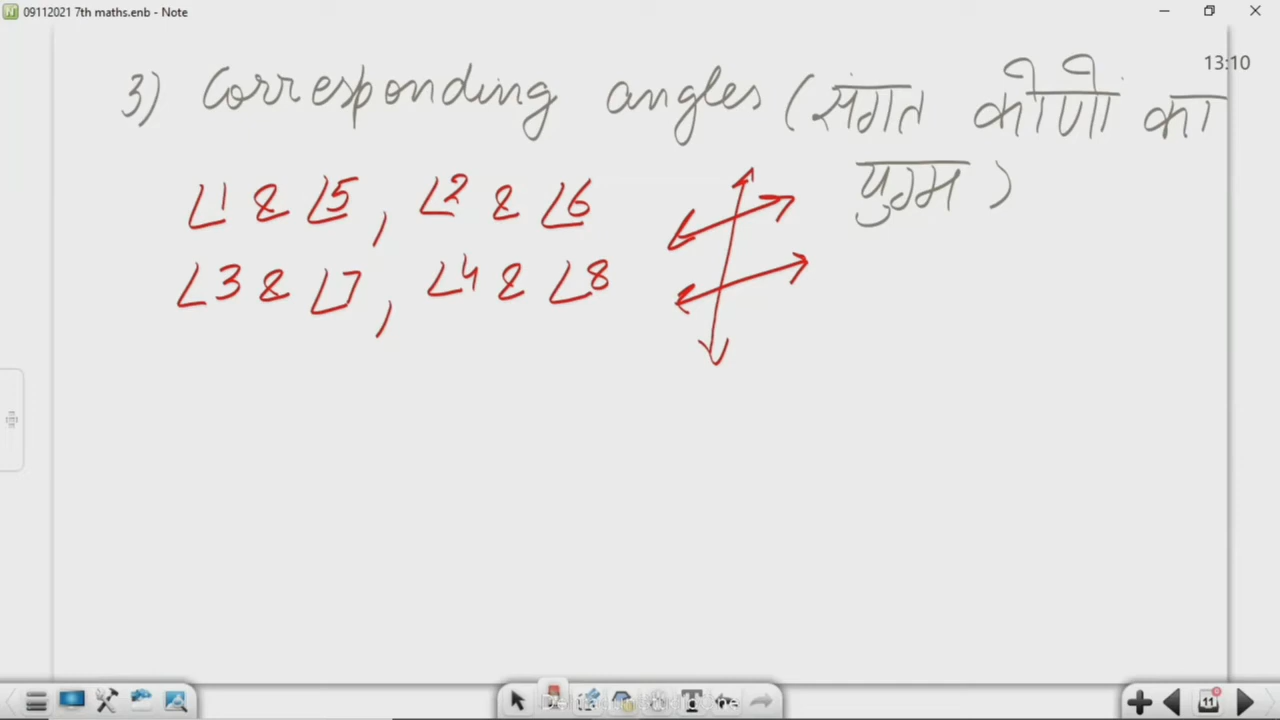 09112021 7th maths.enb - Note
13:10
3) Corresponding angles (संगत कोणों का
युग्म)
∠1 & ∠5, ∠2 & ∠6
∠3 & ∠7, ∠4 & ∠8
11